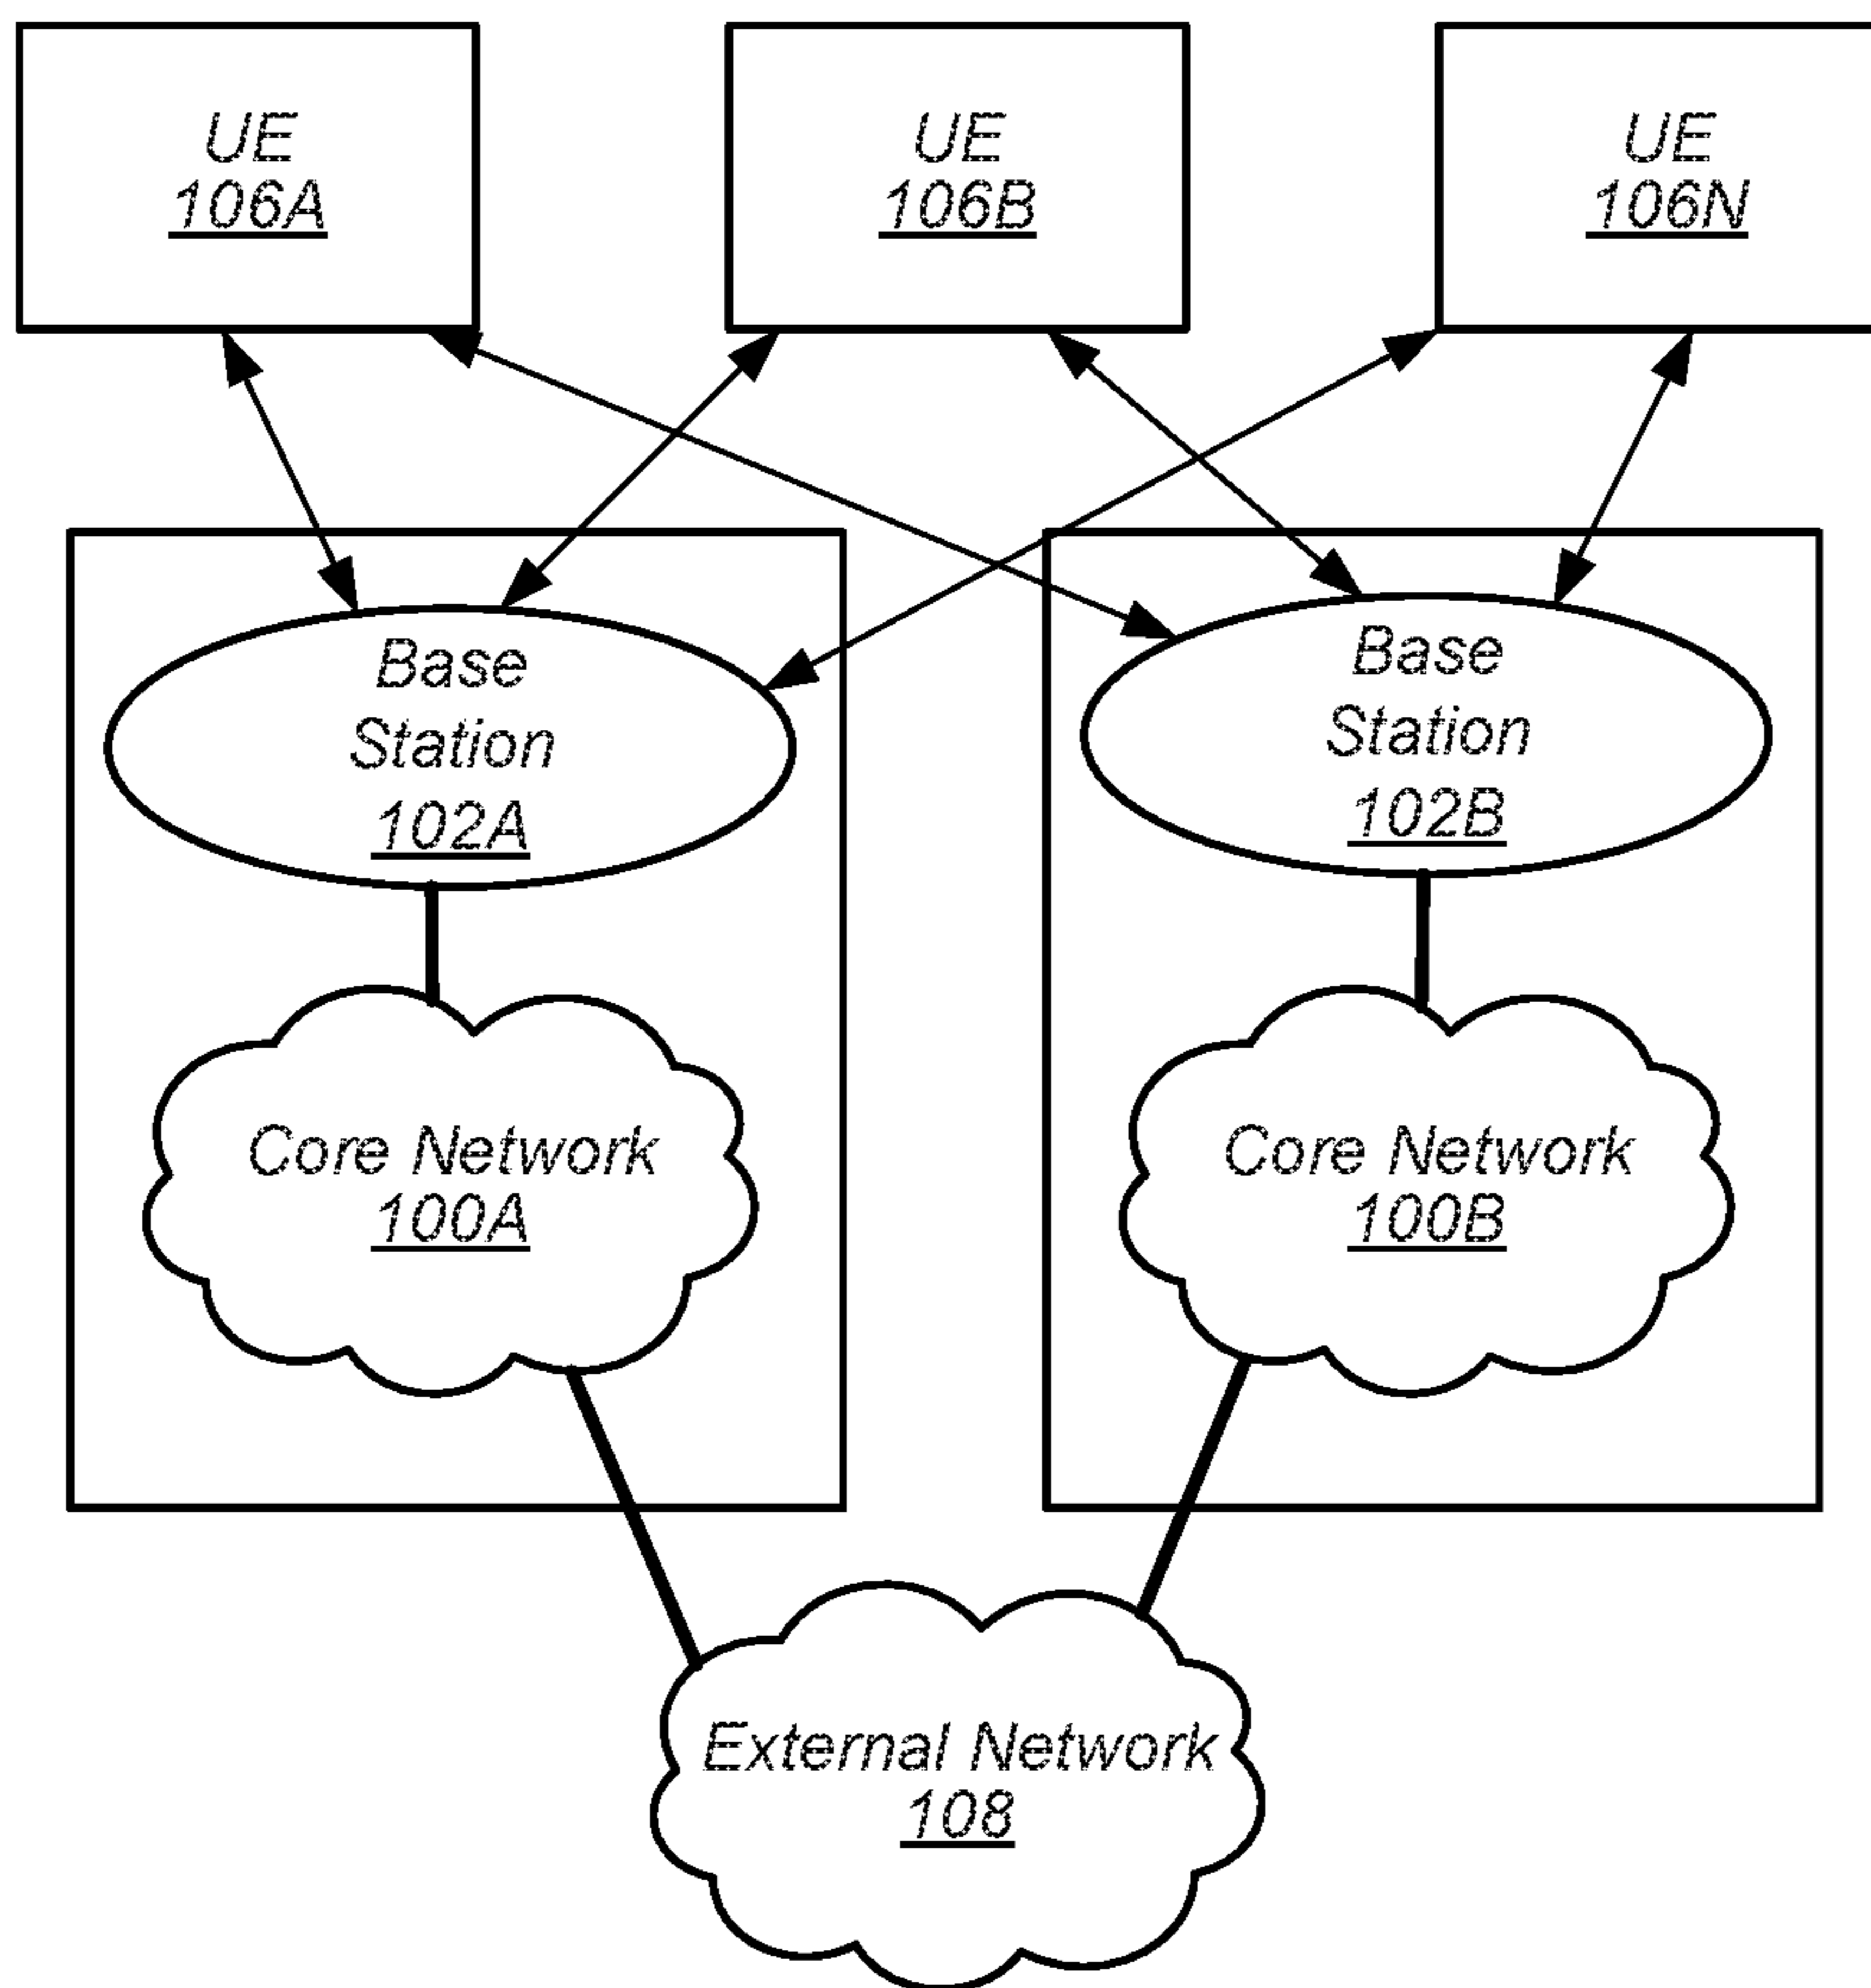 UE
106A
UE
106B
UE
106N
Base
Station
102A
Base
Station
102B
Core Network
100A
Core Network
100B
External Network
108